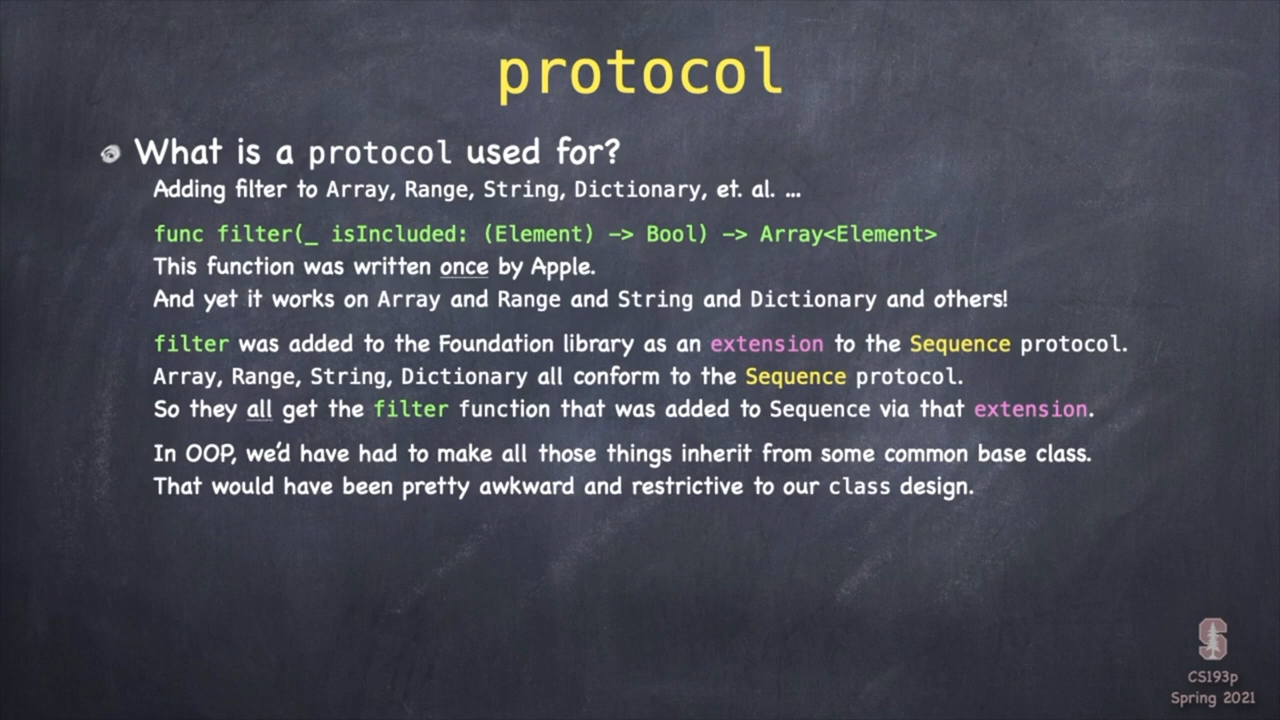 protocol
What is a protocol used for?
Adding filter to Array, Range, String, Dictionary, et. al. ...
func filter(_ isIncluded: (Element) -> Bool) -> Array<Element>
This function was written once by Apple.
And yet it works on Array and Range and String and Dictionary and others!
filter was added to the Foundation library as an extension to the Sequence protocol.
Array, Range, String, Dictionary all conform to the Sequence protocol.
So they all get the filter function that was added to Sequence via that extension.
In OOP, we'd have had to make all those things inherit from some common base class.
That would have been pretty awkward and restrictive to our class design.
S
CS193p
Spring 2021